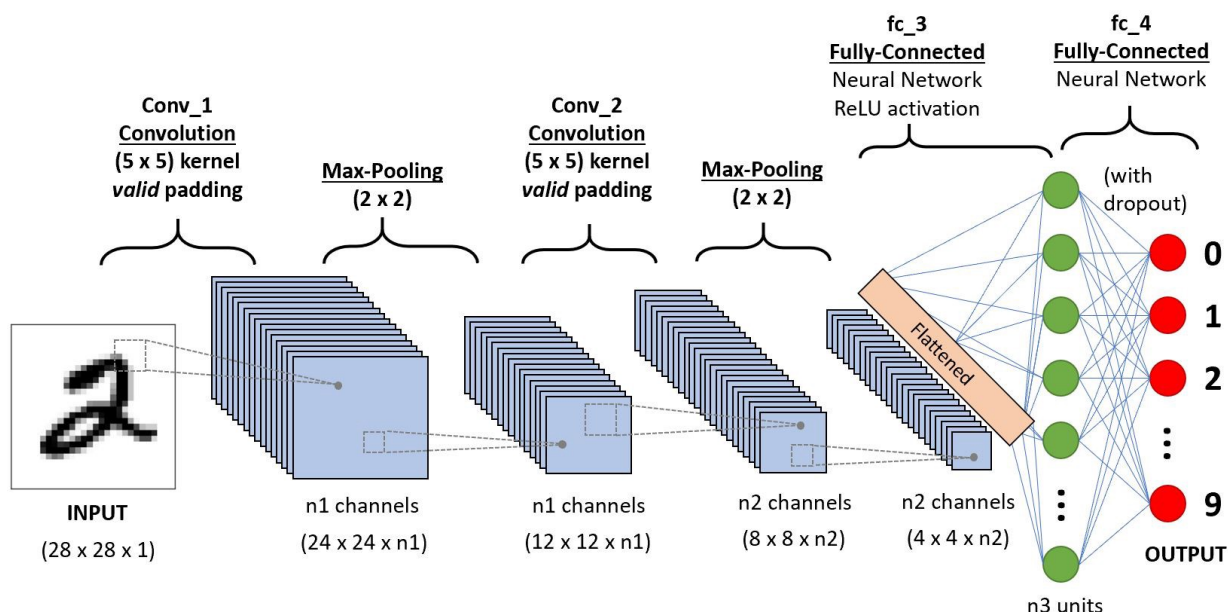 Conv_1
Convolution
(5 x 5) kernel
valid padding
Max-Pooling
(2 x 2)
Conv_2
Convolution
(5 x 5) kernel
valid padding
Max-Pooling
(2 x 2)
fc_3
Fully-Connected
Neural Network
ReLU activation
fc_4
Fully-Connected
Neural Network
(with
dropout)
Flattened
0
1
2
9
OUTPUT
2
INPUT
(28 x 28 x 1)
n1 channels
(24 x 24 x n1)
n1 channels
(12 x 12 x n1)
n2 channels
(8 x 8 x n2)
n2 channels
(4 x 4 x n2)
n3 units